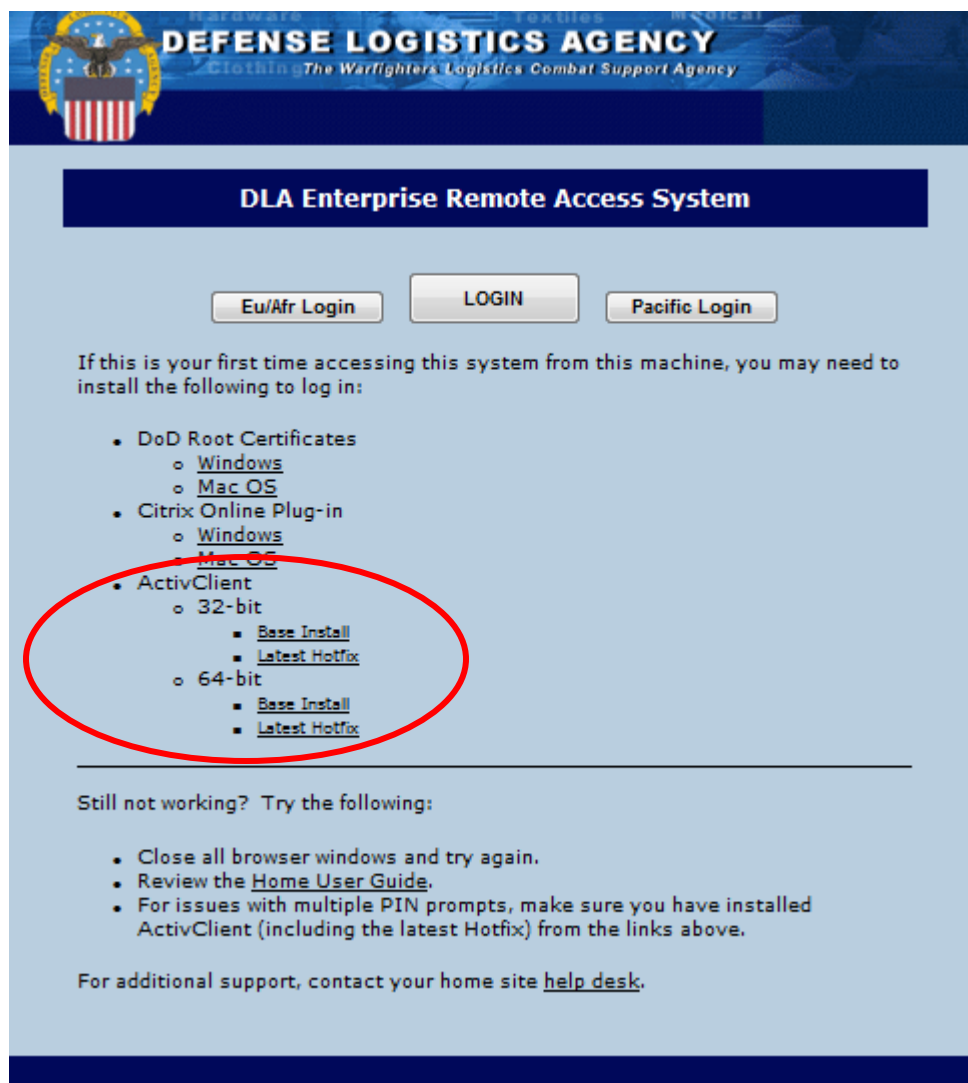 Hardware Textiles Medical
DEFENSE LOGISTICS AGENCY
Clothing The Warfighters Logistics Combat Support Agency
DLA Enterprise Remote Access System
Eu/Afr Login LOGIN Pacific Login
If this is your first time accessing this system from this machine, you may need to
install the following to log in:
• DoD Root Certificates
o Windows
o Mac OS
• Citrix Online Plug-in
o Windows
o Mac OS
• ActivClient
o 32-bit
▪ Base Install
▪ Latest Hotfix
o 64-bit
▪ Base Install
▪ Latest Hotfix
Still not working? Try the following:
• Close all browser windows and try again.
• Review the Home User Guide.
• For issues with multiple PIN prompts, make sure you have installed
ActivClient (including the latest Hotfix) from the links above.
For additional support, contact your home site help desk.